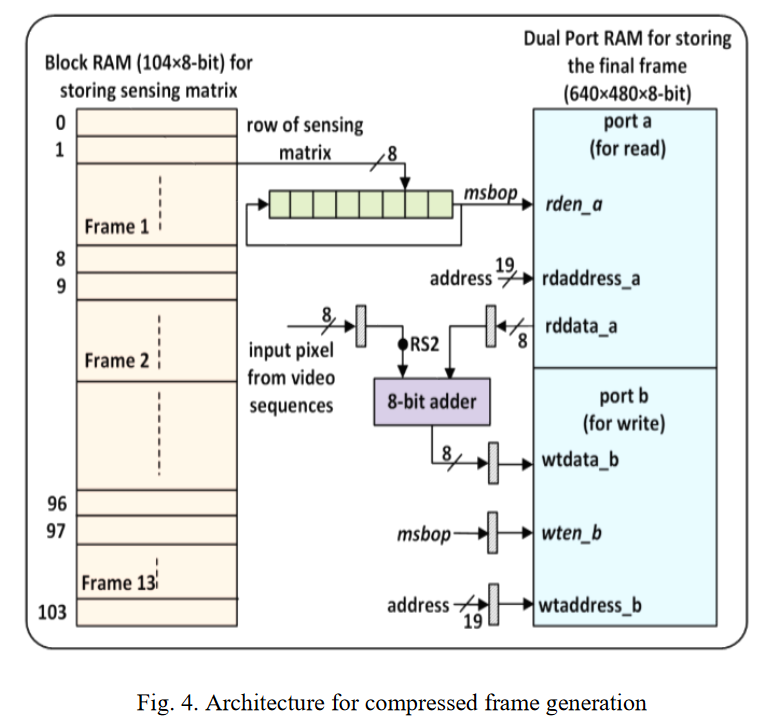 Block RAM (104×8-bit) for
storing sensing matrix
0
1
Frame 1
8
9
Frame 2
96
97
Frame 13
103
row of sensing
matrix
8
msbop
address
19
8
input pixel
from video
sequences
RS2
8
8-bit adder
8
msbop
address
19
Dual Port RAM for storing
the final frame
(640×480×8-bit)
port a
(for read)
rden_a
rdaddress_a
rddata_a
port b
(for write)
wtdata_b
wten_b
wtaddress_b
Fig. 4. Architecture for compressed frame generation